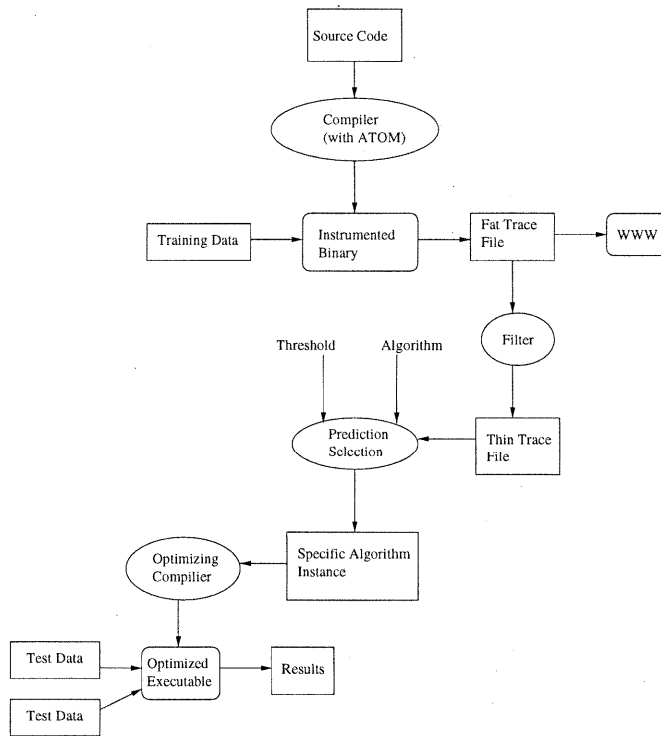 Source Code
Compiler
(with ATOM)
Training Data
Instrumented
Binary
Fat Trace
File
WWW
Threshold
Algorithm
Filter
Prediction
Selection
Thin Trace
File
Optimizing
Compilier
Specific Algorithm
Instance
Test Data
Optimized
Executable
Results
Test Data